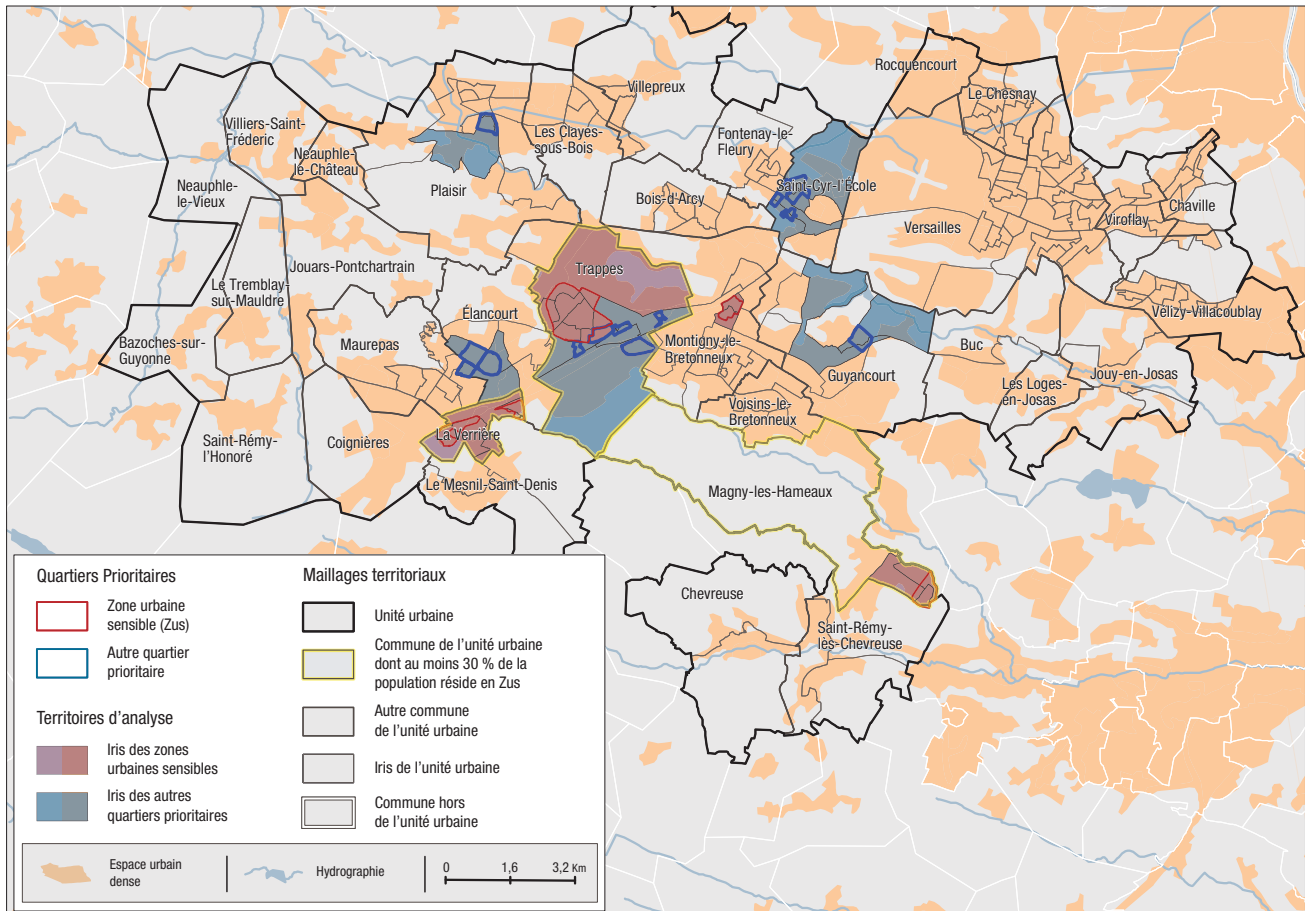 Rocquencourt
Villepreux
Le Chesnay
Villiers-Saint-
Fréderic
Les Clayes-
sous-Bois
Fontenay-le-
Fleury
Neauphle-
le-Château
Neauphle-
le-Vieux
Plaisir
Bois-d'Arcy
Saint-Cyr-l'École
Chaville
Viroflay
Versailles
Jouars-Pontchartrain
Trappes
Le Tremblay-
sur-Mauldre
Élancourt
Vélizy-Villacoublay
Bazoches-sur-
Guyonne
Maurepas
Montigny-le-
Bretonneux
Buc
Guyancourt
Jouy-en-Josas
Les Loges-
en-Josas
Voisins-le-
Bretonneux
Saint-Rémy-
l'Honoré
Coignières
La Verrière
Le Mesnil-Saint-Denis
Magny-les-Hameaux
Chevreuse
Saint-Rémy-
lès-Chevreuse
Quartiers Prioritaires
Zone urbaine
sensible (Zus)
Autre quartier
prioritaire
Territoires d'analyse
Iris des zones
urbaines sensibles
Iris des autres
quartiers prioritaires
Maillages territoriaux
Unité urbaine
Commune de l'unité urbaine
dont au moins 30 % de la
population réside en Zus
Autre commune
de l'unité urbaine
Iris de l'unité urbaine
Commune hors
de l'unité urbaine
Espace urbain
dense
Hydrographie
0 1,6 3,2 Km